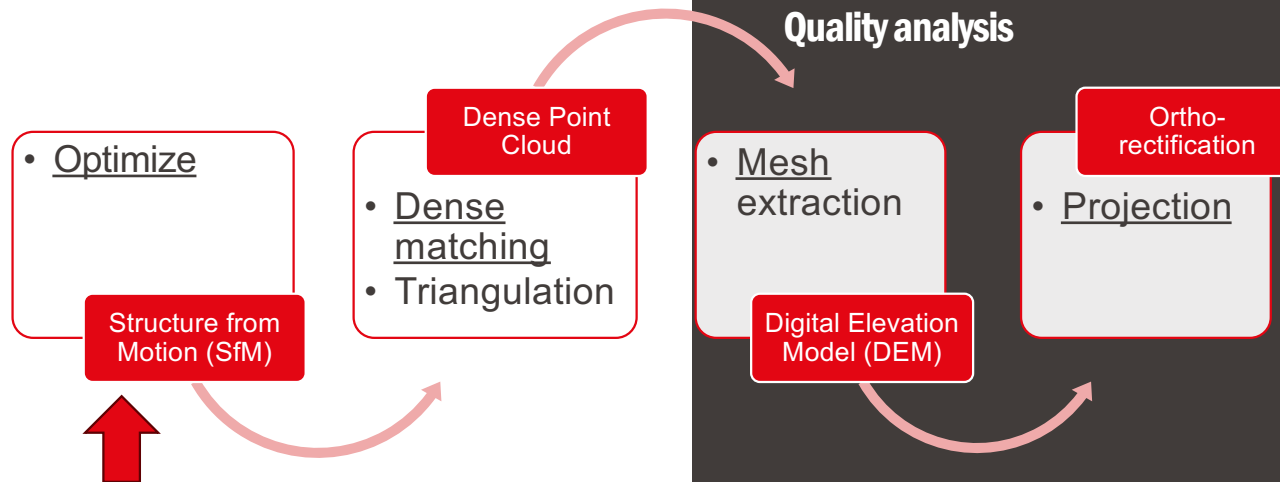 Quality analysis
• Optimize
Structure from
Motion (SfM)
Dense Point
Cloud
• Dense
matching
• Triangulation
• Mesh
extraction
Digital Elevation
Model (DEM)
Ortho-
rectification
• Projection